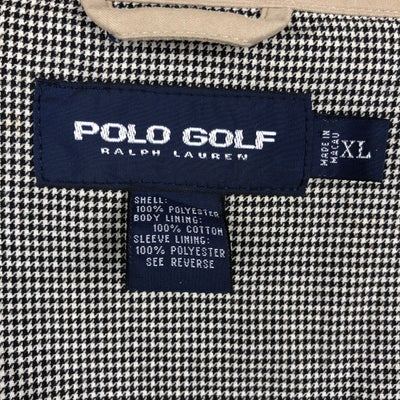 POLO GOLF
RALPH LAUREN
MADE IN
MACAU
XL
SHELL:
100% POLYESTER
BODY LINING:
100% COTTON
SLEEVE LINING:
100% POLYESTER
SEE REVERSE